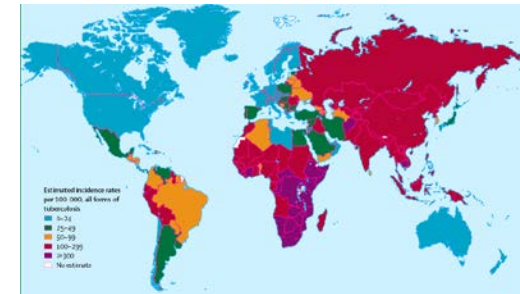 Estimated incidence rates
per 100 000, all forms of
tuberculosis
0–24
25–49
50–99
100–299
≥300
No estimate